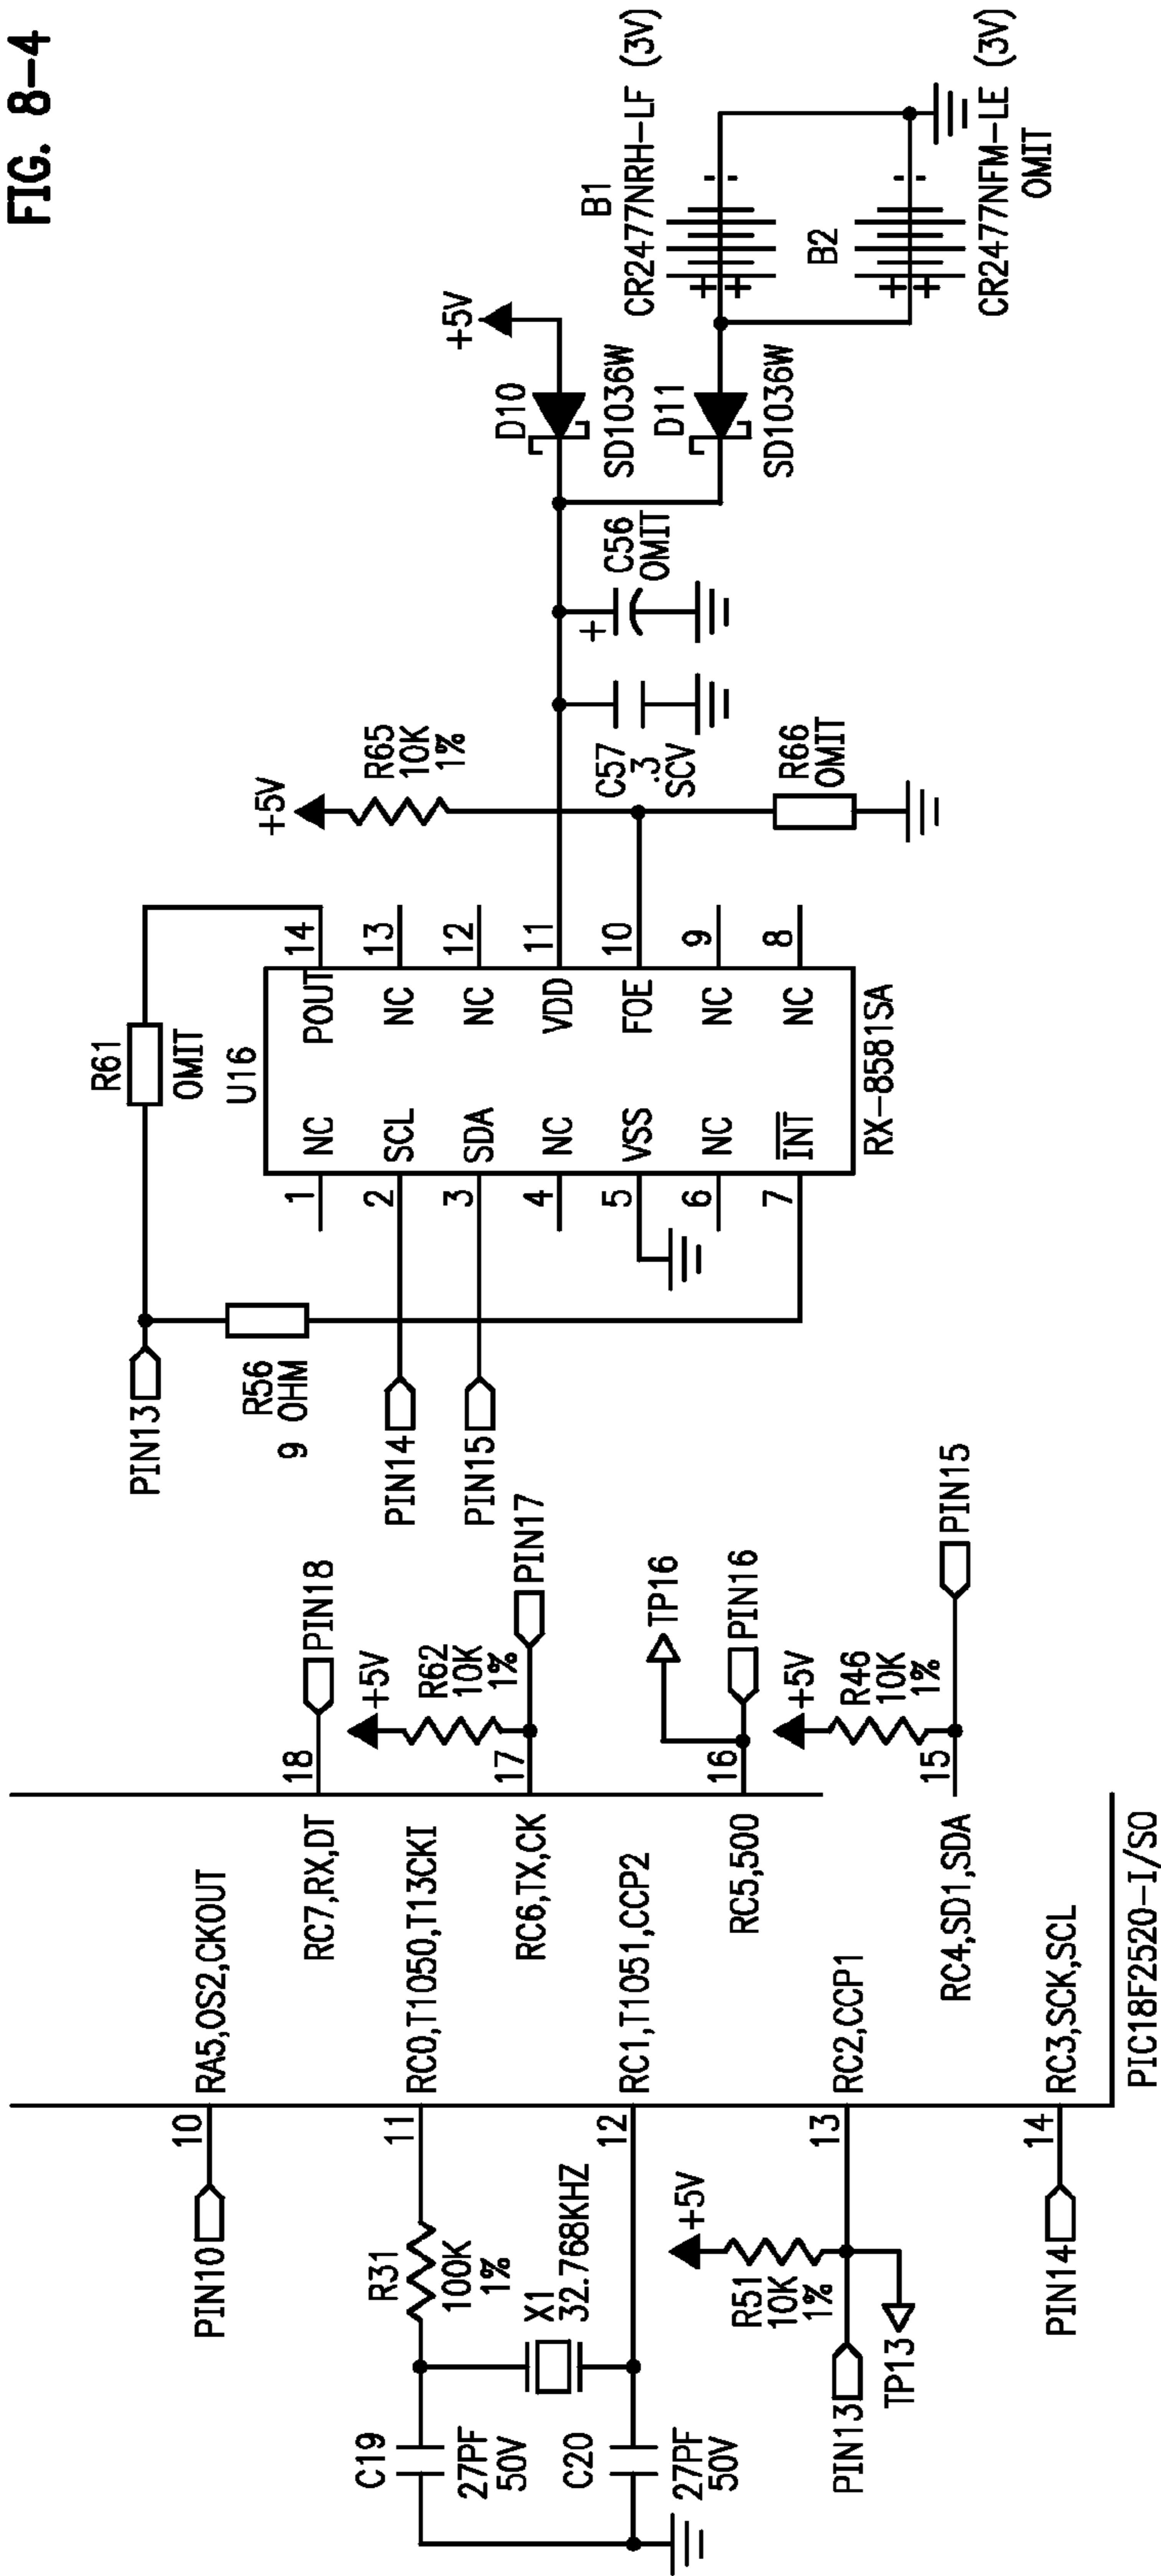 FIG. 8-4
PIN10
10
RA5,OS2,CKOUT
RC7,RX,DT
18
PIN18
R31
100K
1%
11
RC0,T1050,T13CKI
+5V
R62
10K
1%
RC6,TX,CK
17
PIN17
C19
27PF
50V
X1
32.768KHZ
C20
27PF
50V
12
RC1,T1051,CCP2
TP16
RC5,500
16
PIN16
+5V
R51
10K
1%
PIN13
TP13
13
RC2,CCP1
+5V
R46
10K
1%
RC4,SD1,SDA
15
PIN15
PIN14
14
RC3,SCK,SCL
PIC18F2520-I/SO
PIN13
R61
OMIT
R56
9 OHM
PIN14
PIN15
U16
1
NC
POUT
14
2
SCL
NC
13
3
SDA
NC
12
4
NC
VDD
11
5
VSS
FOE
10
6
NC
NC
9
7
INT
NC
8
RX-8581SA
+5V
R65
10K
1%
C57
.3
SCV
R66
OMIT
+
C56
OMIT
+5V
D10
SD1036W
D11
SD1036W
B1
CR2477NRH-LF (3V)
+ +
- -
B2
+ +
- -
CR2477NFM-LE (3V)
OMIT